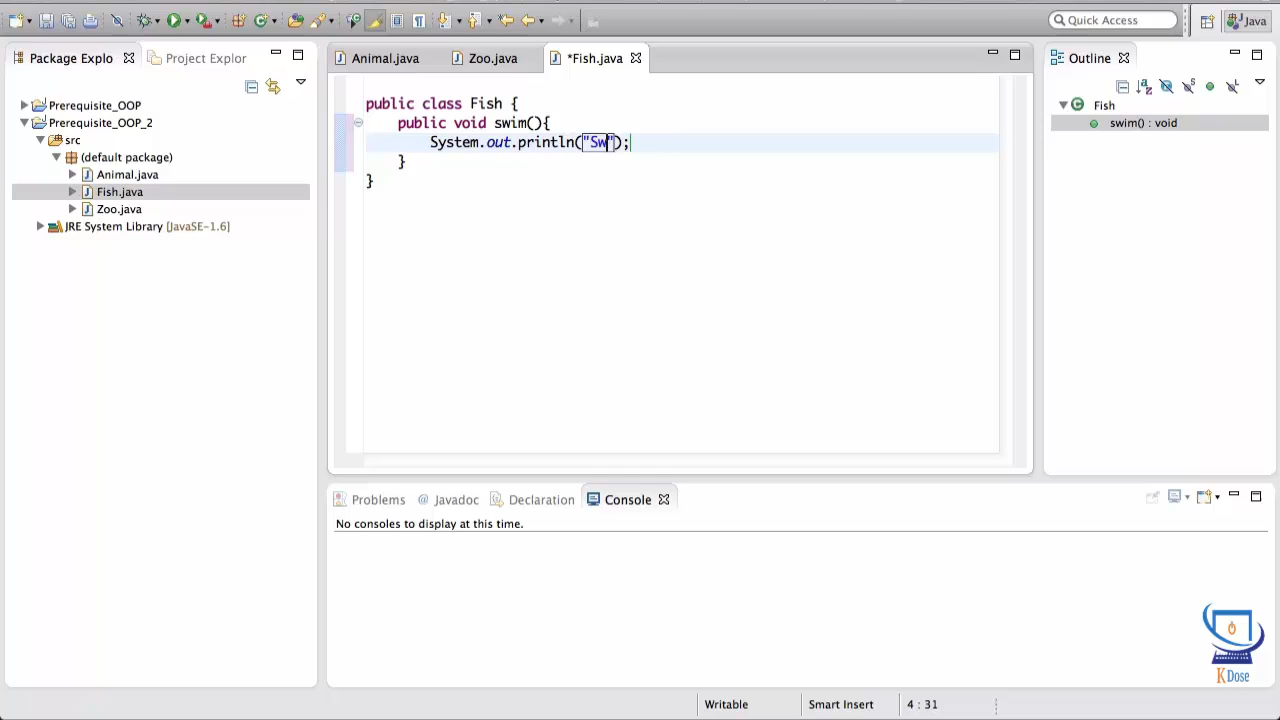 Quick Access
Java
Package Explo
Project Explor
Prerequisite_OOP
Prerequisite_OOP_2
src
(default package)
Animal.java
Fish.java
Zoo.java
JRE System Library [JavaSE-1.6]
Animal.java
Zoo.java
*Fish.java
public class Fish {
public void swim(){
System.out.println("Sw");
}
}
Outline
Fish
swim() : void
Problems
@ Javadoc
Declaration
Console
No consoles to display at this time.
K Dose
Writable
Smart Insert
4 : 31